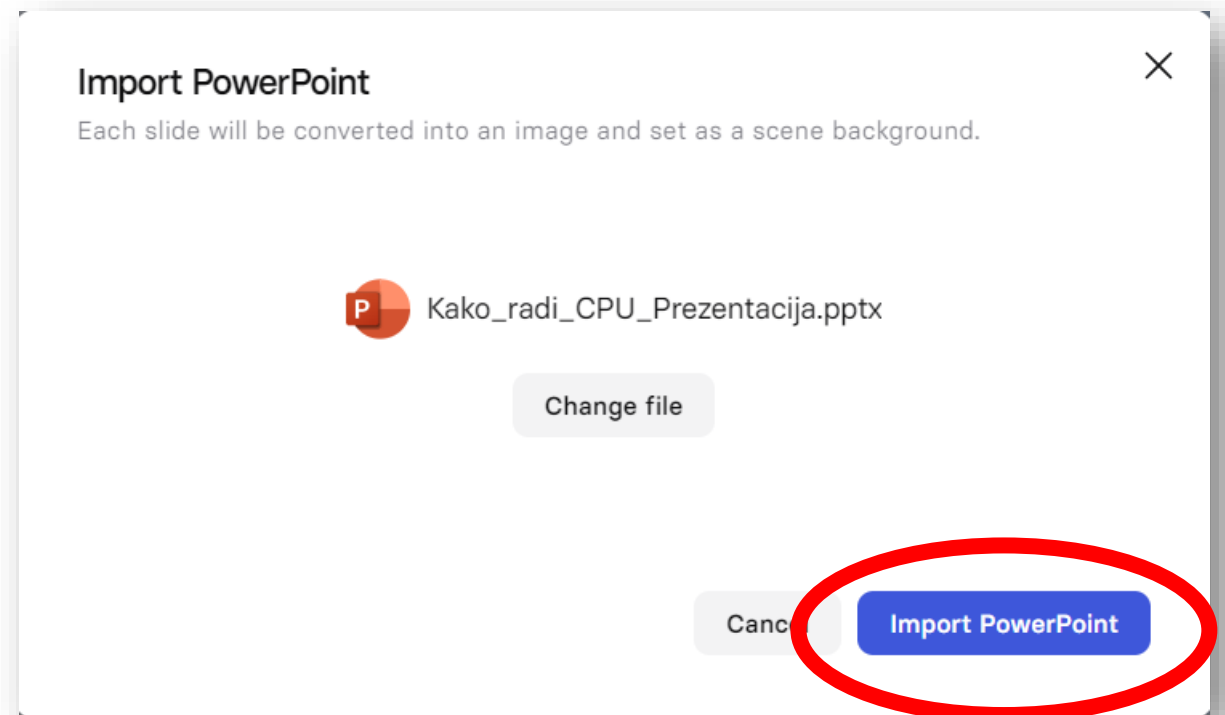 Import PowerPoint
Each slide will be converted into an image and set as a scene background.
P Kako_radi_CPU_Prezentacija.pptx
Change file
Cancel Import PowerPoint